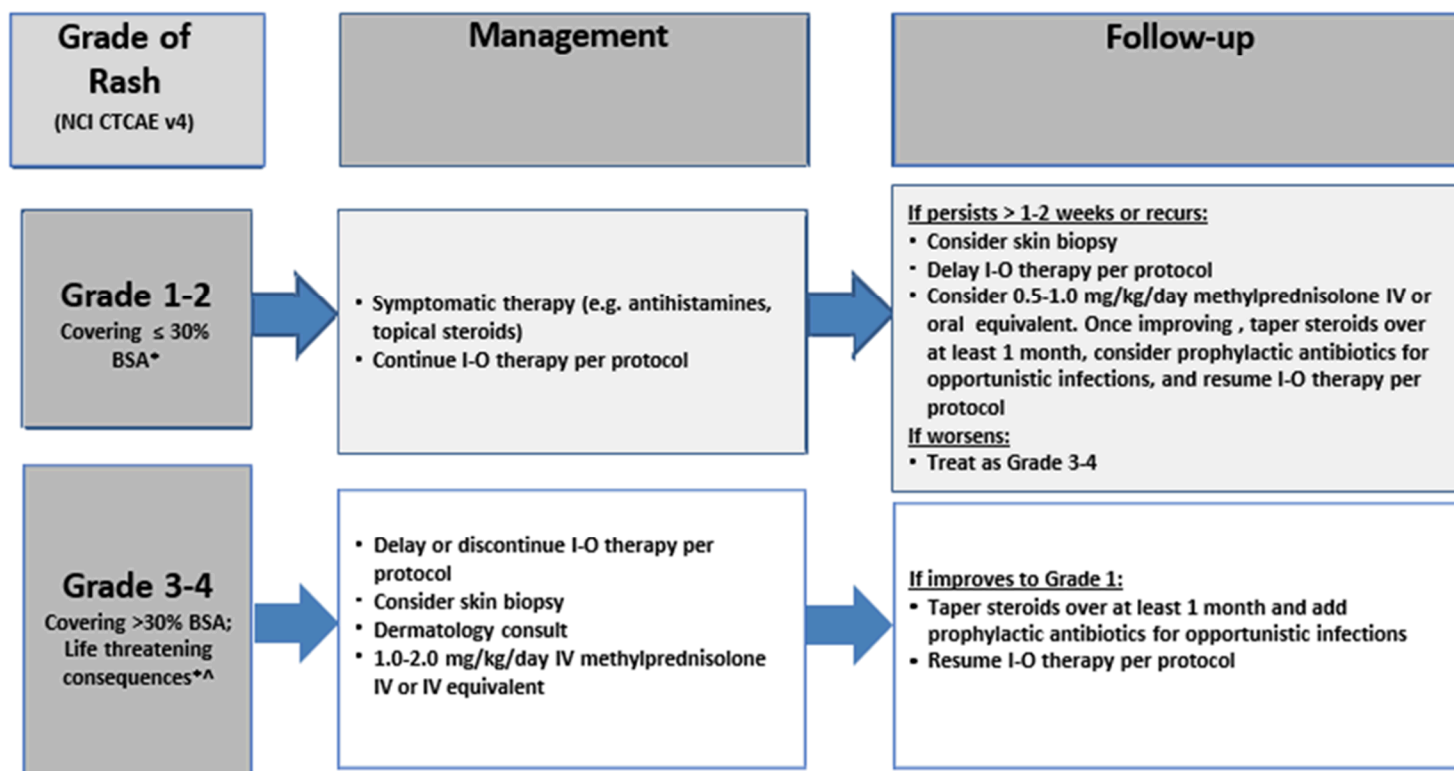 Grade of
Rash
(NCI CTCAE v4)
Management
Follow-up
Grade 1-2
Covering ≤ 30%
BSA*
• Symptomatic therapy (e.g. antihistamines,
topical steroids)
• Continue I-O therapy per protocol
If persists > 1-2 weeks or recurs:
• Consider skin biopsy
• Delay I-O therapy per protocol
• Consider 0.5-1.0 mg/kg/day methylprednisolone IV or
oral equivalent. Once improving , taper steroids over
at least 1 month, consider prophylactic antibiotics for
opportunistic infections, and resume I-O therapy per
protocol
If worsens:
• Treat as Grade 3-4
Grade 3-4
Covering >30% BSA;
Life threatening
consequences*^
• Delay or discontinue I-O therapy per
protocol
• Consider skin biopsy
• Dermatology consult
• 1.0-2.0 mg/kg/day IV methylprednisolone
IV or IV equivalent
If improves to Grade 1:
• Taper steroids over at least 1 month and add
prophylactic antibiotics for opportunistic infections
• Resume I-O therapy per protocol